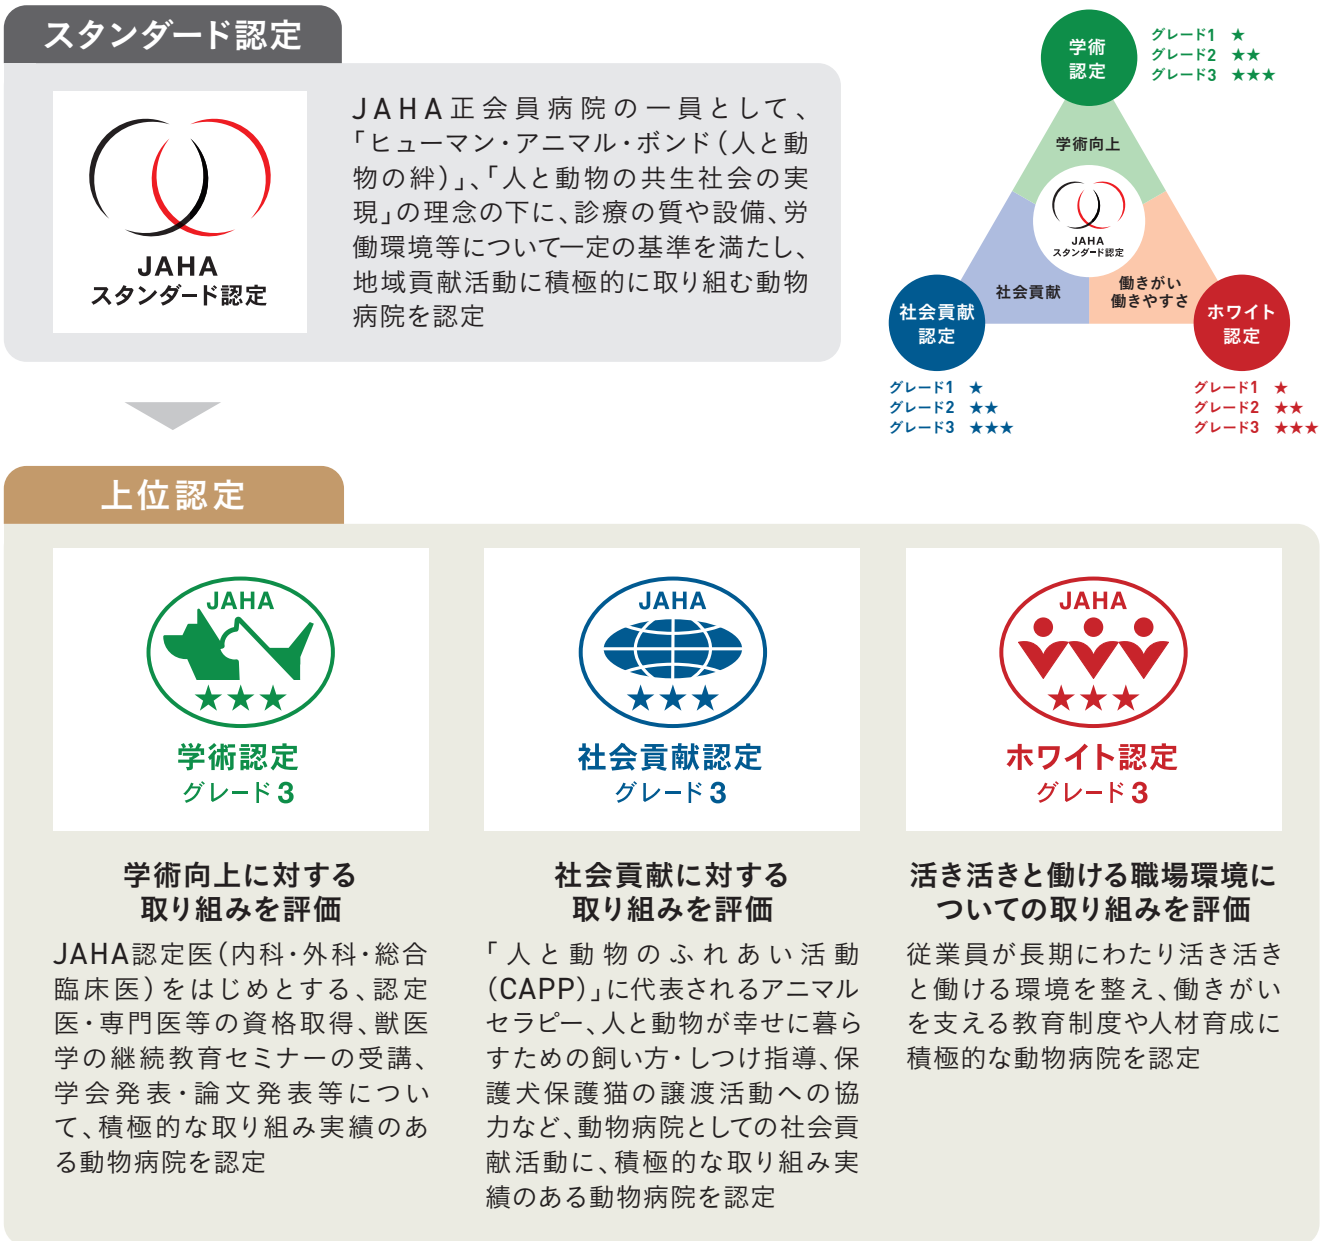 スタンダード認定
JAHA
スタンダード認定
JAHA正会員病院の一員として、
「ヒューマン・アニマル・ボンド（人と動
物の絆）」、「人と動物の共生社会の実
現」の理念の下に、診療の質や設備、労
働環境等について一定の基準を満たし、
地域貢献活動に積極的に取り組む動物
病院を認定
学術
認定
グレード1 ★
グレード2 ★★
グレード3 ★★★
学術向上
JAHA
スタンダード認定
社会貢献
働きがい
働きやすさ
社会貢献
認定
グレード1 ★
グレード2 ★★
グレード3 ★★★
ホワイト
認定
グレード1 ★
グレード2 ★★
グレード3 ★★★
上位認定
JAHA
★★★
学術認定
グレード3
学術向上に対する
取り組みを評価
JAHA認定医（内科・外科・総合
臨床医）をはじめとする、認定
医・専門医等の資格取得、獣医
学の継続教育セミナーの受講、
学会発表・論文発表等につい
て、積極的な取り組み実績のあ
る動物病院を認定
JAHA
★★★
社会貢献認定
グレード3
社会貢献に対する
取り組みを評価
「人と動物のふれあい活動
（CAPP）」に代表されるアニマル
セラピー、人と動物が幸せに暮ら
すための飼い方・しつけ指導、保
護犬保護猫の譲渡活動への協
力など、動物病院としての社会貢
献活動に、積極的な取り組み実
績のある動物病院を認定
JAHA
★★★
ホワイト認定
グレード3
活き活きと働ける職場環境に
ついての取り組みを評価
従業員が長期にわたり活き活き
と働ける環境を整え、働きがい
を支える教育制度や人材育成に
積極的な動物病院を認定